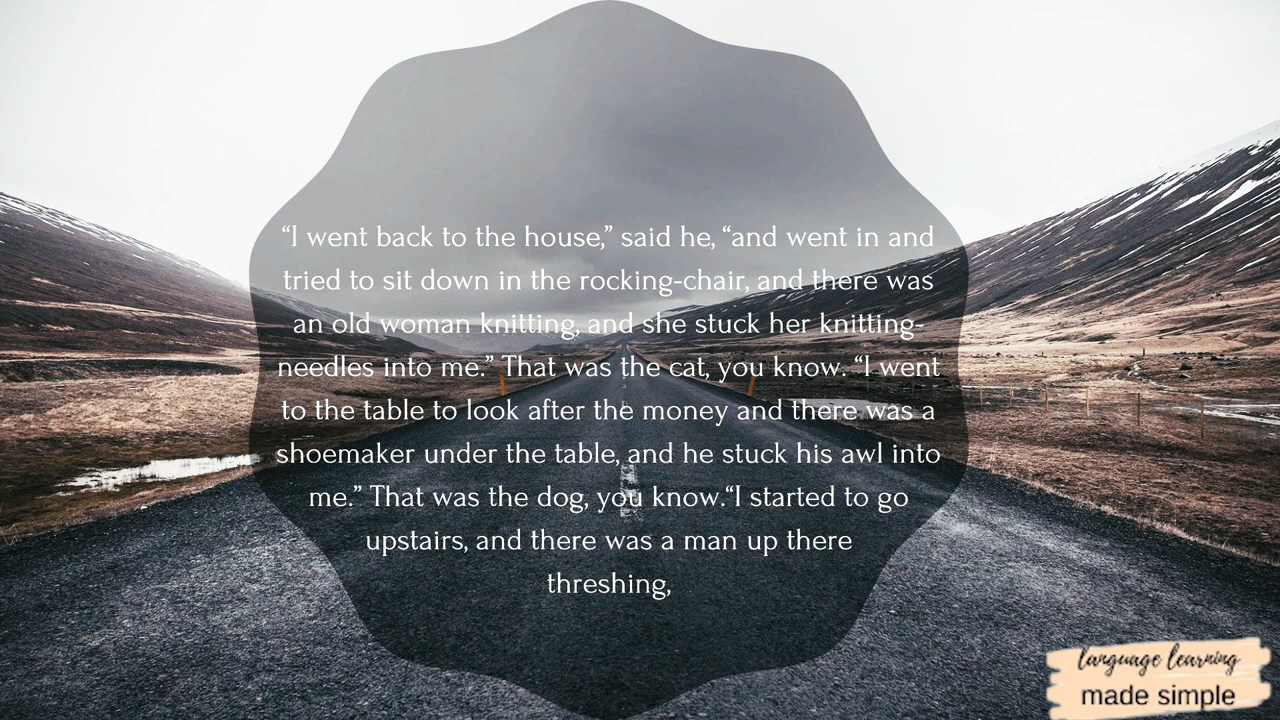 “I went back to the house,” said he, “and went in and
tried to sit down in the rocking-chair, and there was
an old woman knitting, and she stuck her knitting-
needles into me.” That was the cat, you know. “I went
to the table to look after the money and there was a
shoemaker under the table, and he stuck his awl into
me.” That was the dog, you know.“I started to go
upstairs, and there was a man up there
threshing,
language learning
made simple